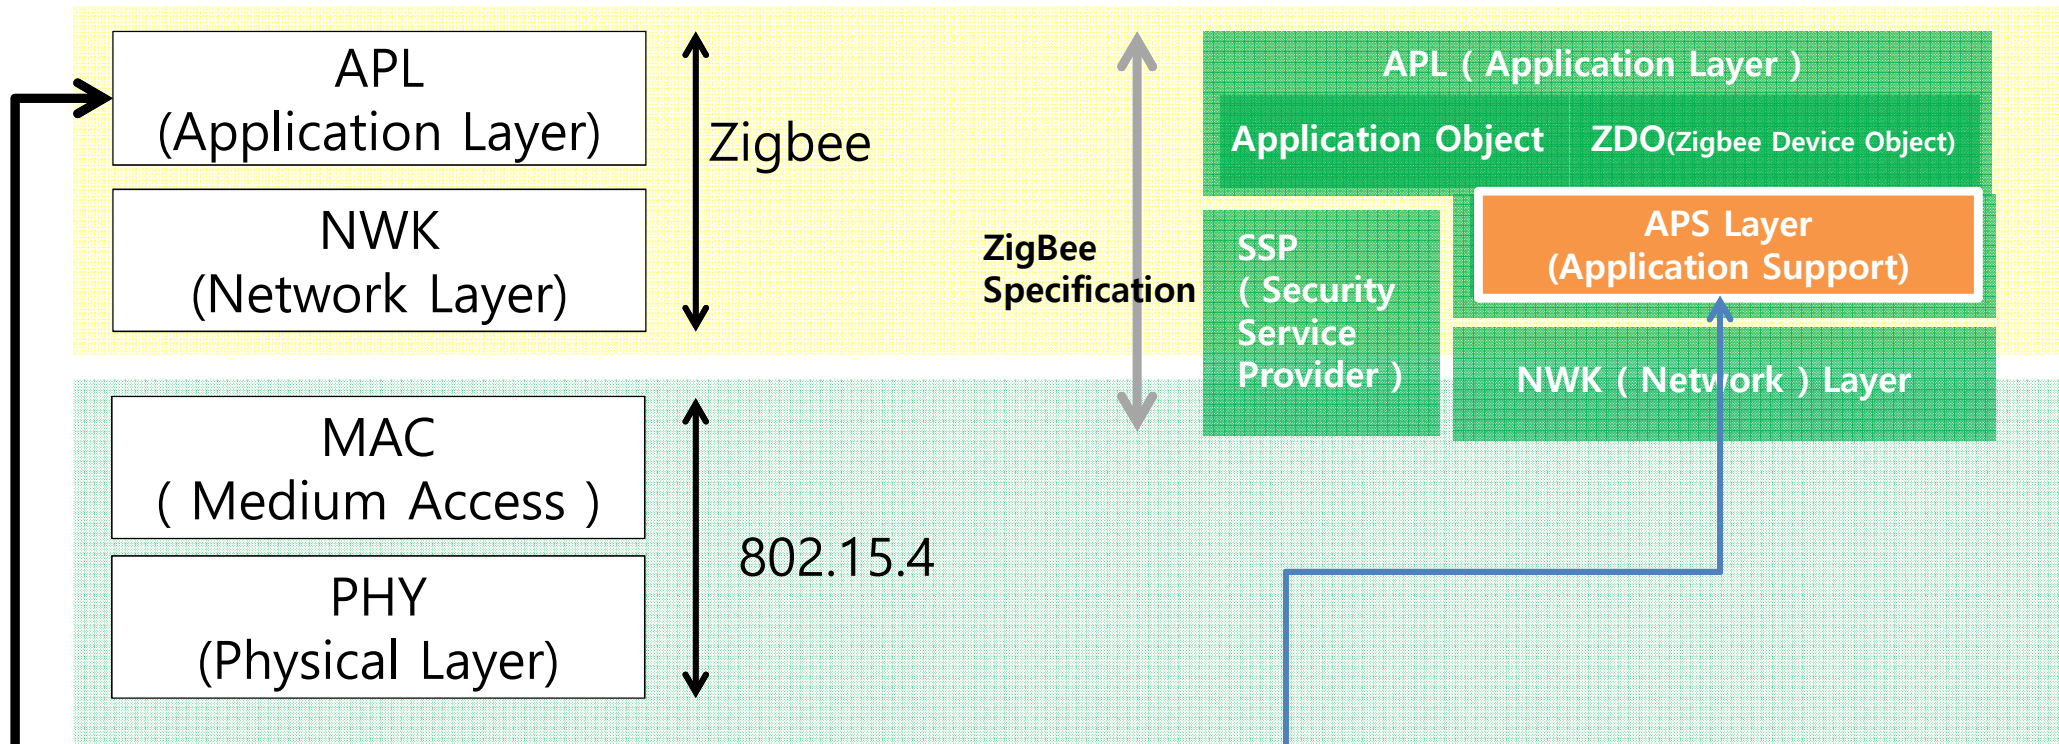 APL
(Application Layer)
NWK
(Network Layer)
Zigbee
MAC
( Medium Access )
PHY
(Physical Layer)
802.15.4
ZigBee
Specification
APL ( Application Layer )
Application Object
ZDO(Zigbee Device Object)
SSP
( Security
Service
Provider )
APS Layer
(Application Support)
NWK ( Network ) Layer